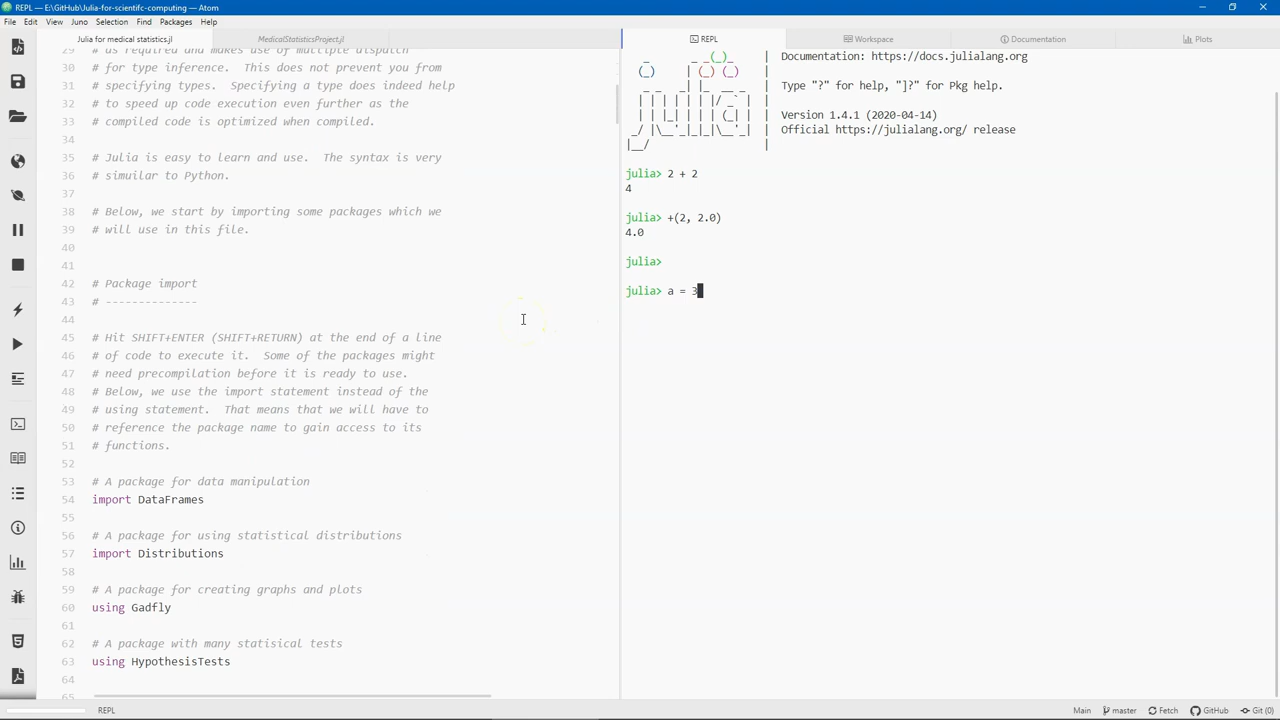 REPL — E:\GitHub\Julia-for-scientifc-computing — Atom
File Edit View Juno Selection Find Packages Help
Julia for medical statistics.jl
MedicalStatisticsProject.jl
29 # as required and makes use of multiple dispatch
30 # for type inference. This does not prevent you from
31 # specifying types. Specifying a type does indeed help
32 # to speed up code execution even further as the
33 # compiled code is optimized when compiled.
34
35 # Julia is easy to learn and use. The syntax is very
36 # simuilar to Python.
37
38 # Below, we start by importing some packages which we
39 # will use in this file.
40
41
42 # Package import
43 # --------------
44
45 # Hit SHIFT+ENTER (SHIFT+RETURN) at the end of a line
46 # of code to execute it. Some of the packages might
47 # need precompilation before it is ready to use.
48 # Below, we use the import statement instead of the
49 # using statement. That means that we will have to
50 # reference the package name to gain access to its
51 # functions.
52
53 # A package for data manipulation
54 import DataFrames
55
56 # A package for using statistical distributions
57 import Distributions
58
59 # A package for creating graphs and plots
60 using Gadfly
61
62 # A package with many statisical tests
63 using HypothesisTests
64
65
REPL Workspace Documentation Plots
Documentation: https://docs.julialang.org
Type "?" for help, "]?" for Pkg help.
Version 1.4.1 (2020-04-14)
Official https://julialang.org/ release
julia> 2 + 2
4
julia> +(2, 2.0)
4.0
julia>
julia> a = 3
REPL
Main master Fetch GitHub Git (0)